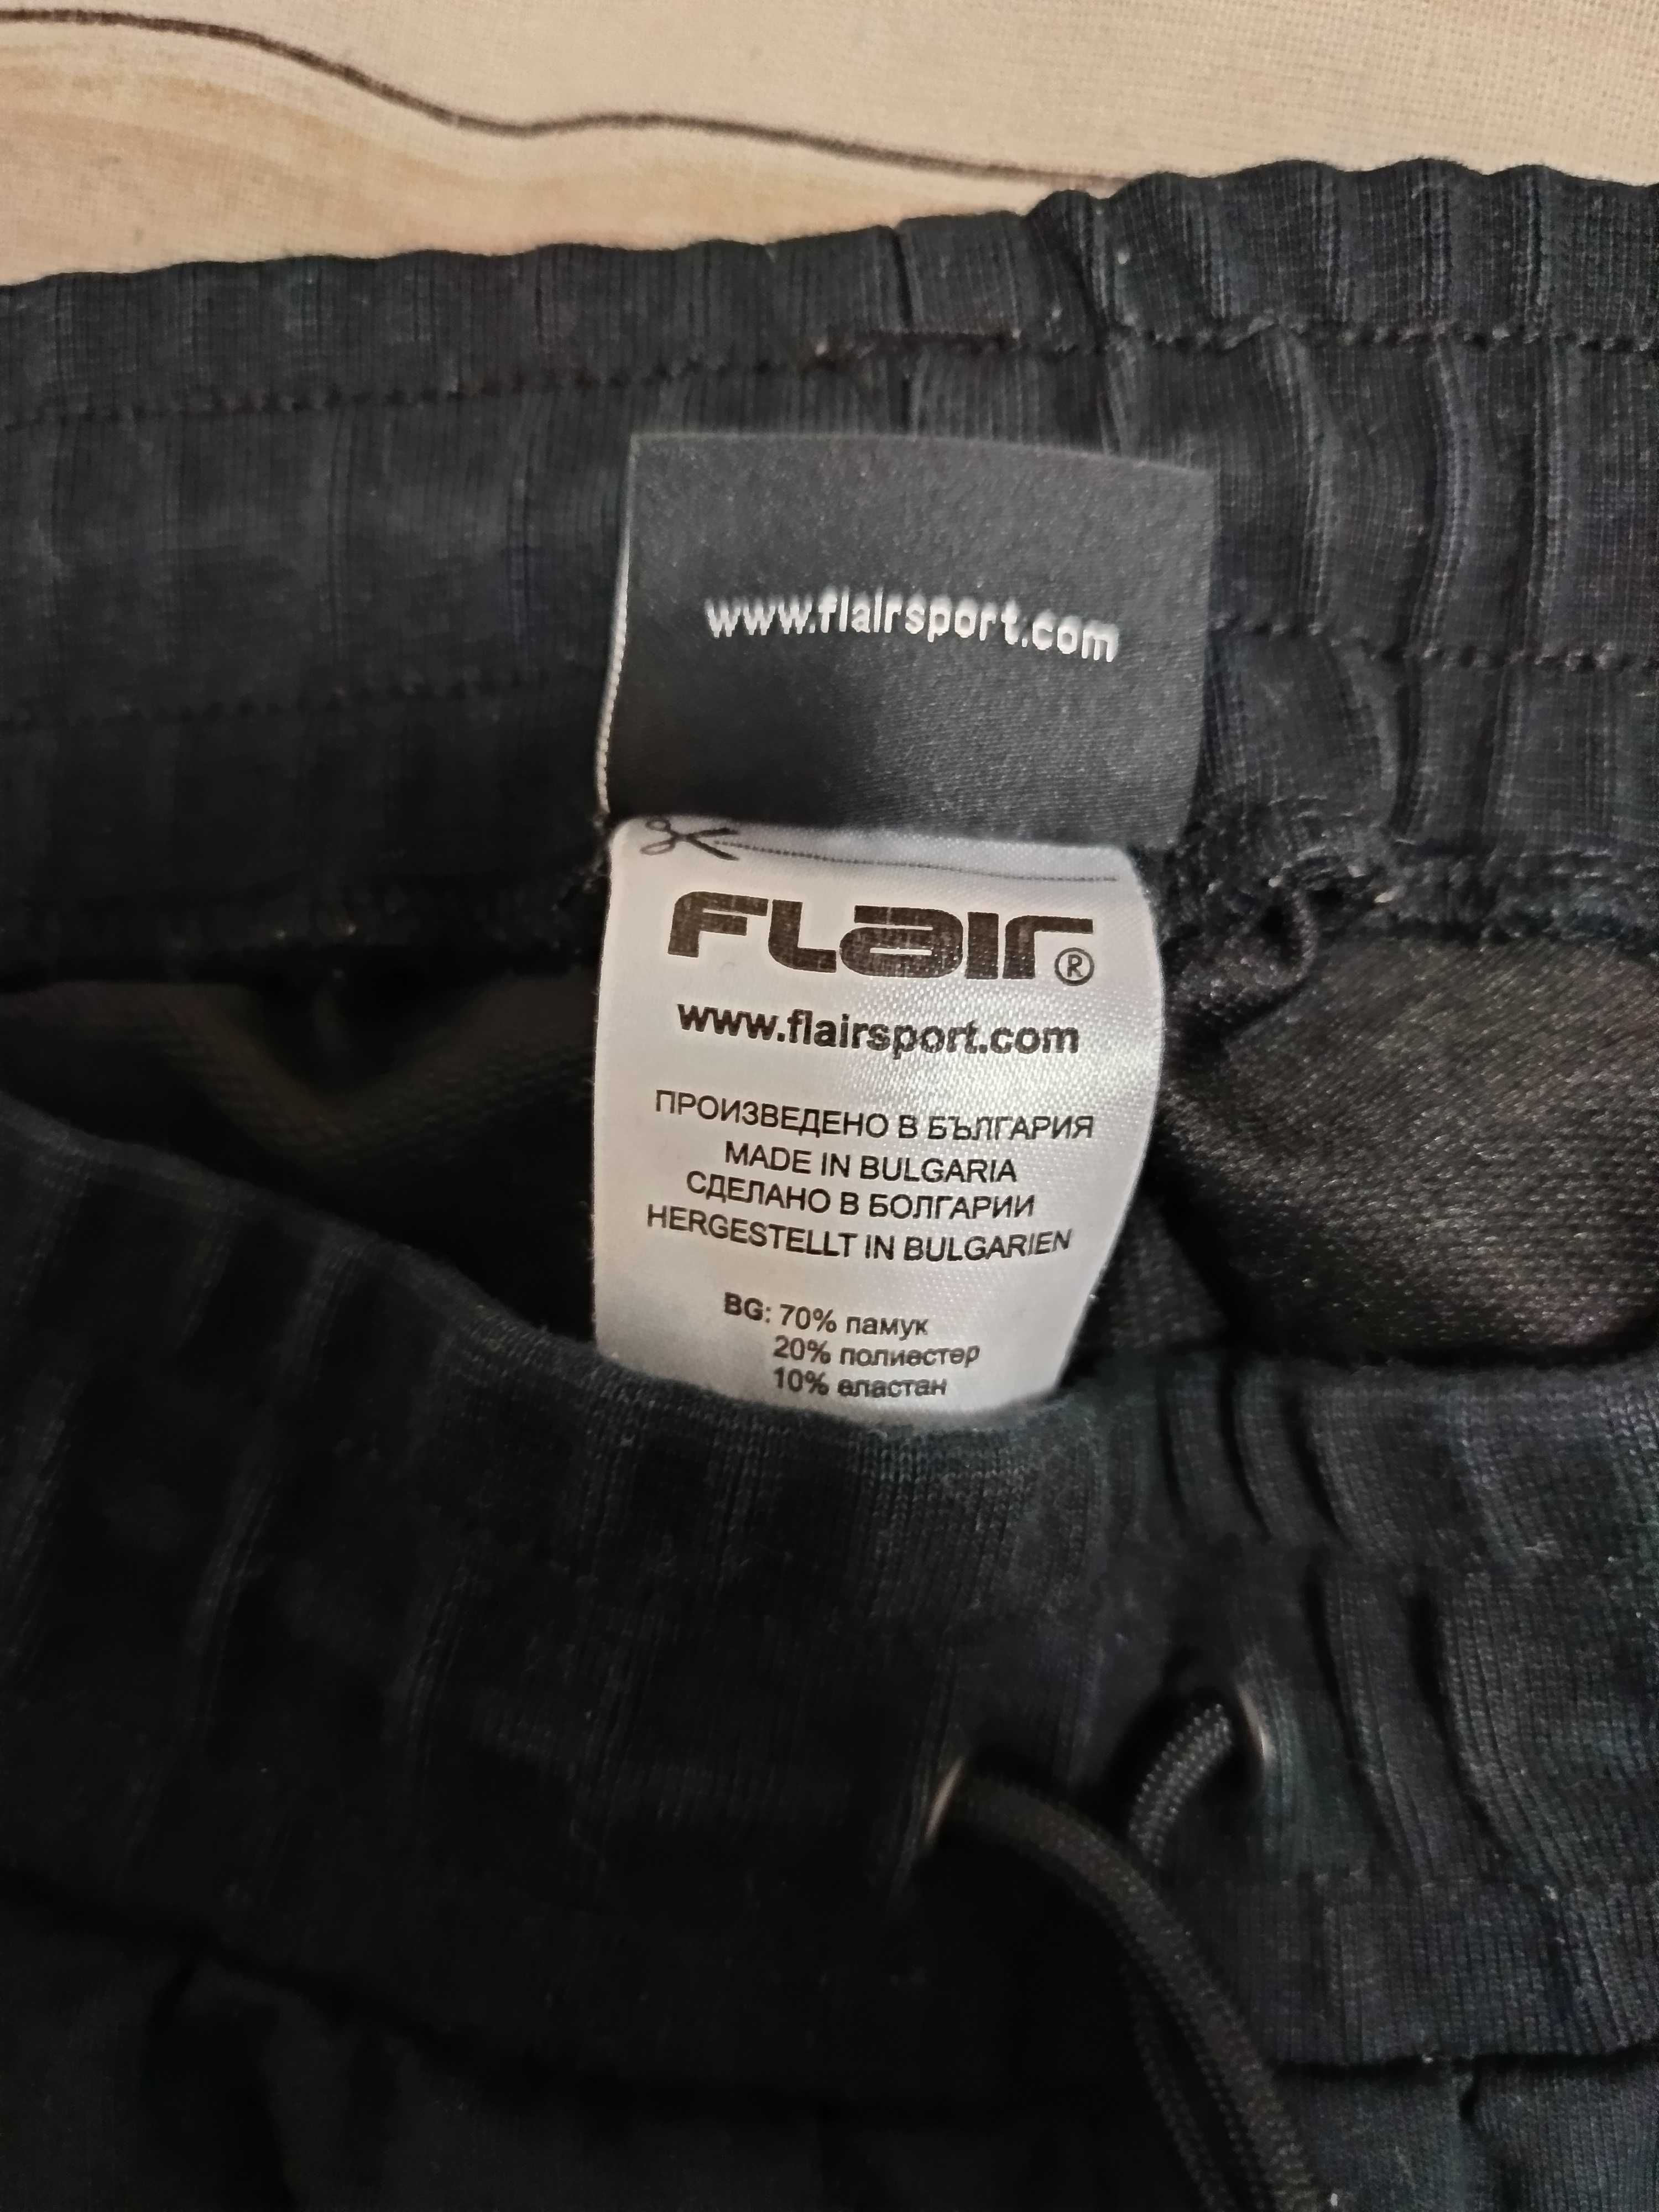 www.flairsport.com
FLaIr®
www.flairsport.com
ПРОИЗВЕДЕНО В БЪЛГАРИЯ
MADE IN BULGARIA
СДЕЛАНО В БОЛГАРИИ
HERGESTELLT IN BULGARIEN
BG: 70% памук
20% полиестер
10% еластан